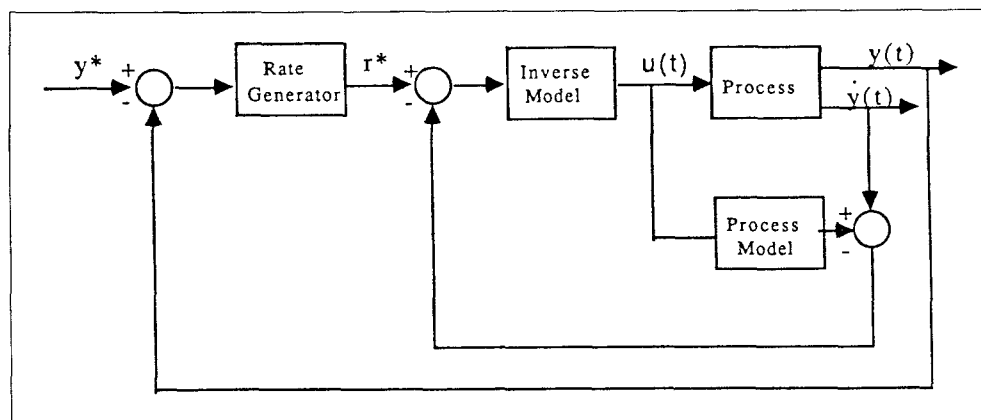 y*
+
-
Rate
Generator
r*
+
-
Inverse
Model
u(t)
Process
y(t)
ẏ(t)
Process
Model
+
-